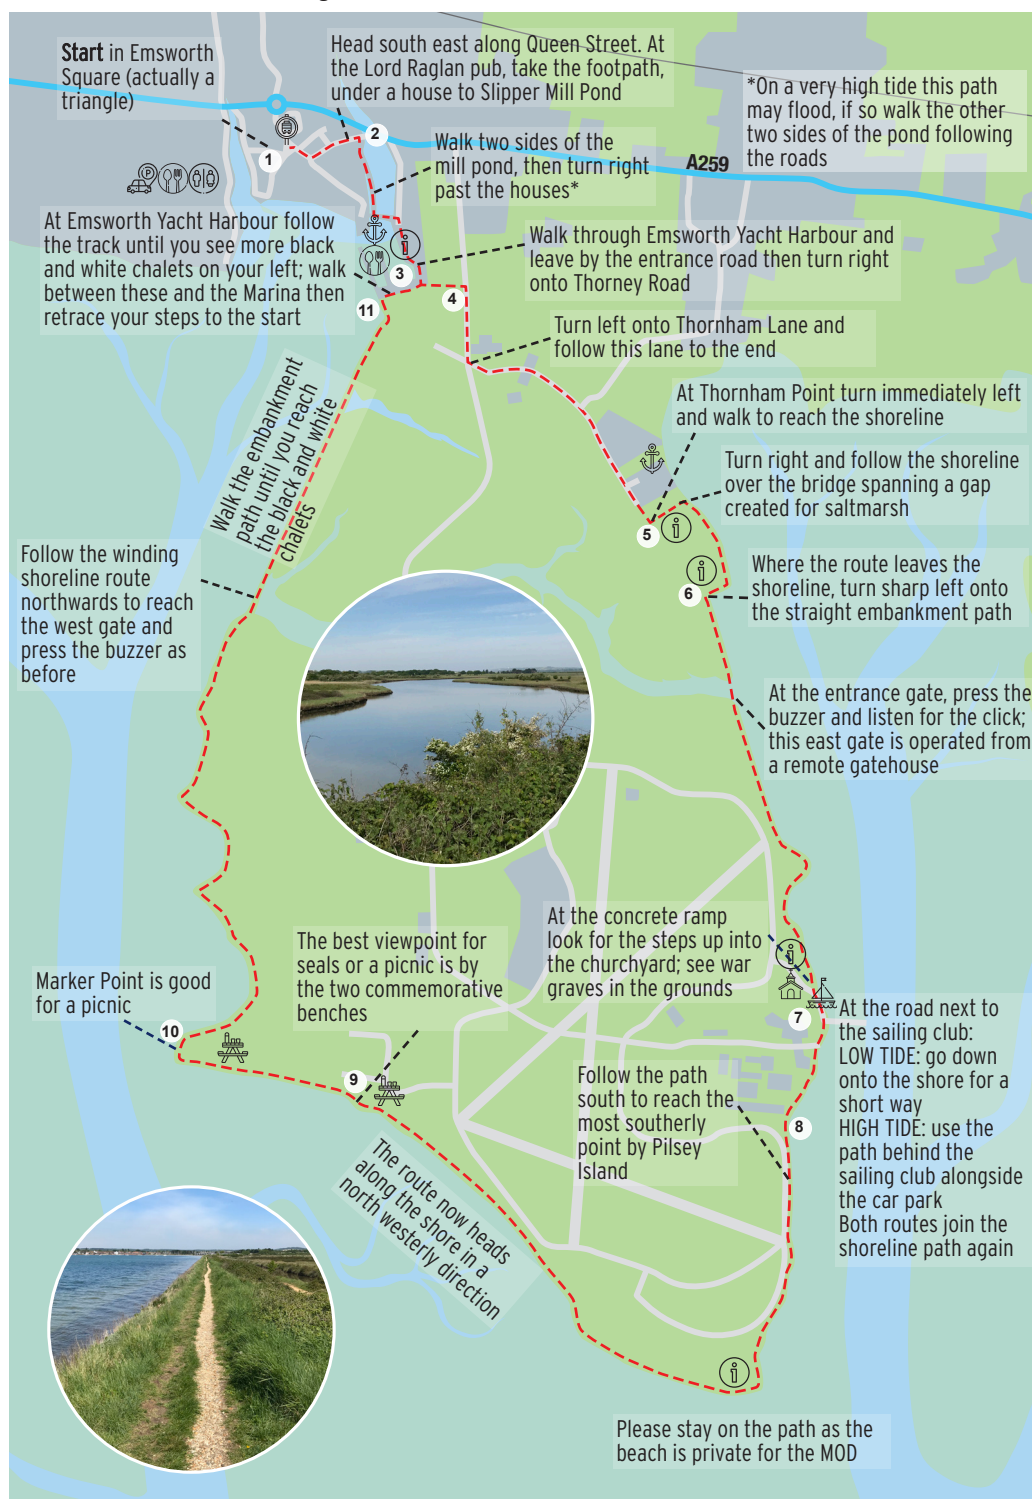 Start in Emsworth
Square (actually a
triangle)
Head south east along Queen Street. At
the Lord Raglan pub, take the footpath,
under a house to Slipper Mill Pond
*On a very high tide this path
may flood, if so walk the other
two sides of the pond following
the roads
1
2
P
Walk two sides of the
mill pond, then turn right
past the houses*
A259
At Emsworth Yacht Harbour follow
the track until you see more black
and white chalets on your left; walk
between these and the Marina then
retrace your steps to the start
i
3
Walk through Emsworth Yacht Harbour and
leave by the entrance road then turn right
onto Thorney Road
4
11
Turn left onto Thornham Lane and
follow this lane to the end
Walk the embankment
path until you reach
the black and white
chalets
At Thornham Point turn immediately left
and walk to reach the shoreline
Turn right and follow the shoreline
over the bridge spanning a gap
created for saltmarsh
5
i
Follow the winding
shoreline route
northwards to reach
the west gate and
press the buzzer as
before
i
6
Where the route leaves the
shoreline, turn sharp left onto
the straight embankment path
At the entrance gate, press the
buzzer and listen for the click;
this east gate is operated from
a remote gatehouse
At the concrete ramp
look for the steps up into
the churchyard; see war
graves in the grounds
i
The best viewpoint for
seals or a picnic is by
the two commemorative
benches
Marker Point is good
for a picnic
10
7
At the road next to
the sailing club:
LOW TIDE: go down
onto the shore for a
short way
HIGH TIDE: use the
path behind the
sailing club alongside
the car park
Both routes join the
shoreline path again
9
Follow the path
south to reach the
most southerly
point by Pilsey
Island
8
The route now heads
along the shore in a
north westerly direction
i
Please stay on the path as the
beach is private for the MOD